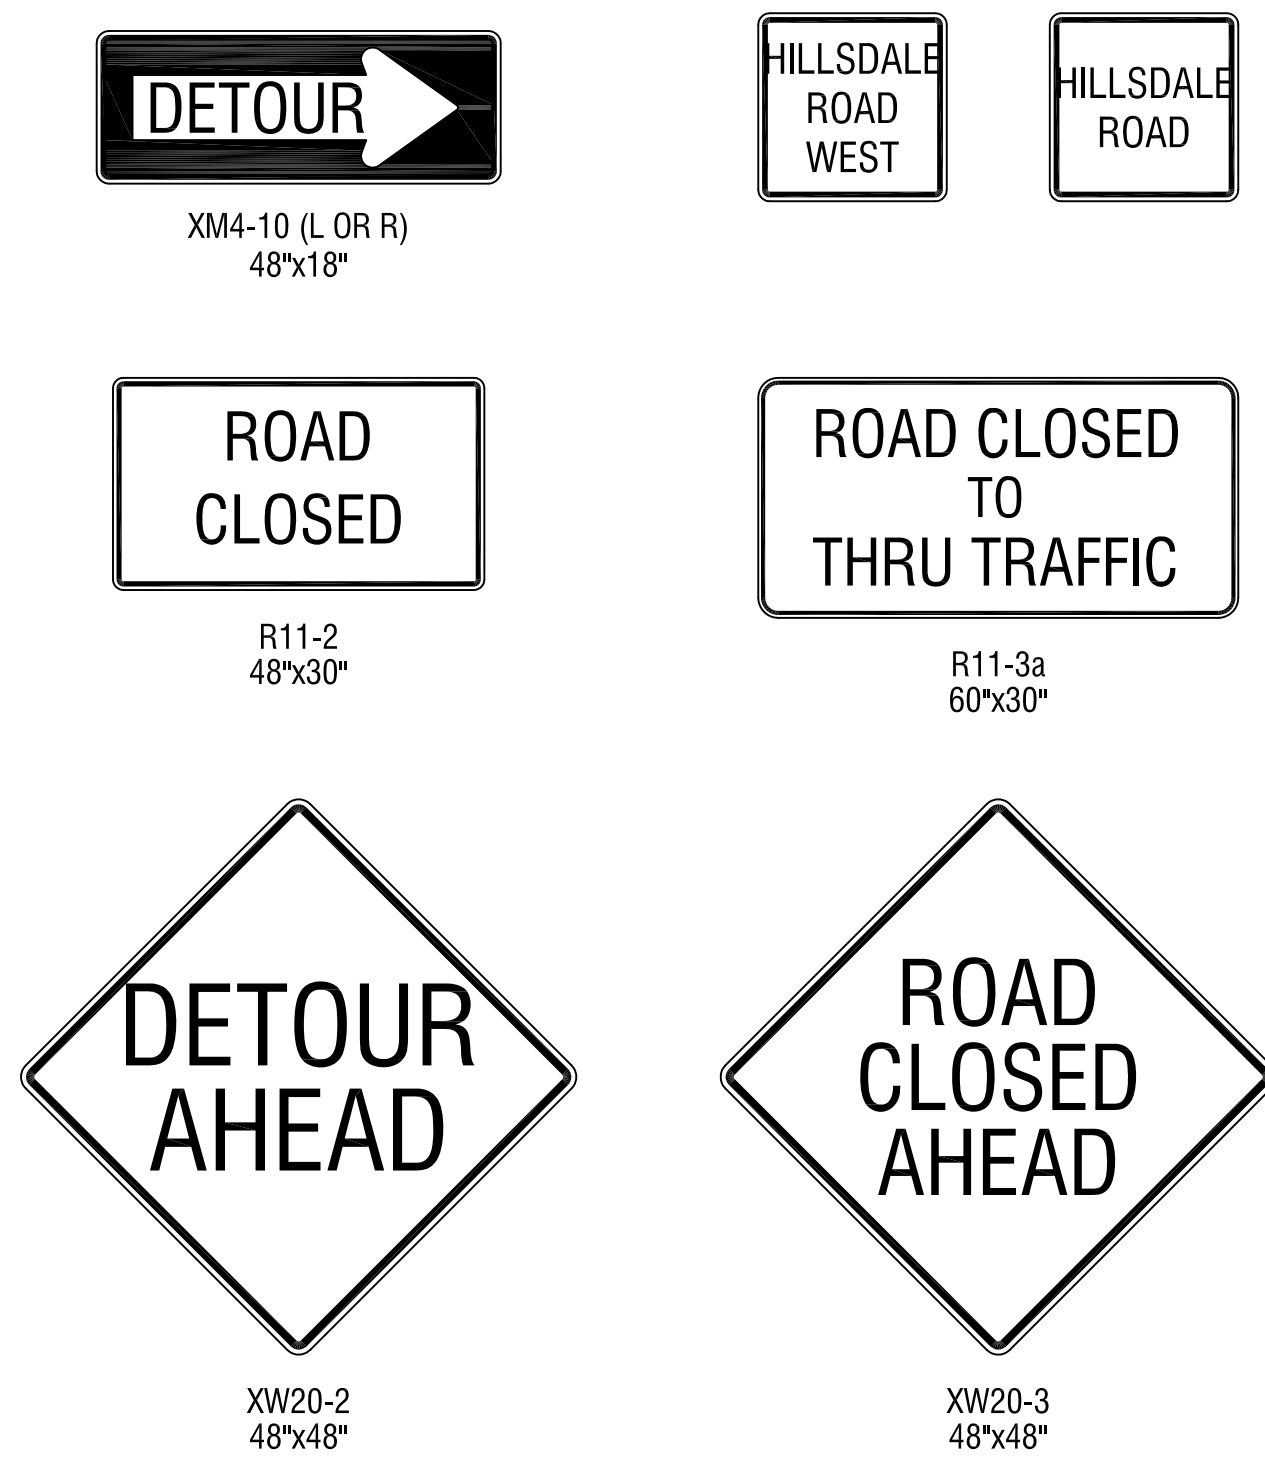 DETOUR
XM4-10 (L OR R)
48"x18"
HILLSDALE
ROAD
WEST
HILLSDALE
ROAD
ROAD
CLOSED
R11-2
48"x30"
ROAD CLOSED
TO
THRU TRAFFIC
R11-3a
60"x30"
DETOUR
AHEAD
XW20-2
48"x48"
ROAD
CLOSED
AHEAD
XW20-3
48"x48"